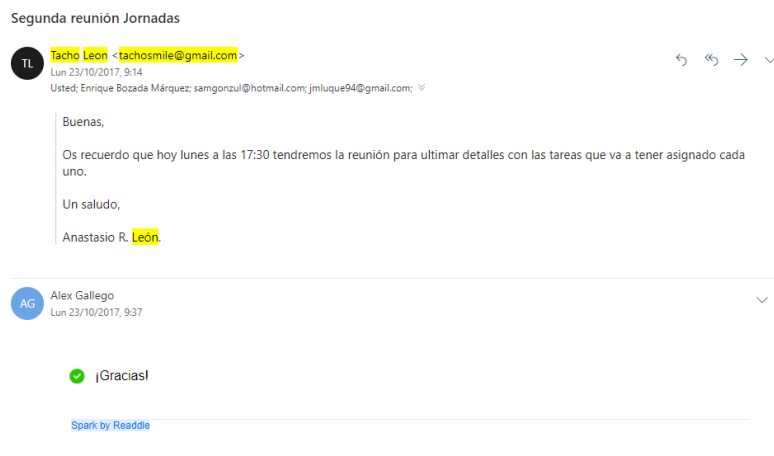 Segunda reunión Jornadas
TL
Tacho Leon <tachosmile@gmail.com>
Lun 23/10/2017, 9:14
Usted; Enrique Bozada Márquez; samgonzul@hotmail.com; jmluque94@gmail.com;
Buenas,
Os recuerdo que hoy lunes a las 17:30 tendremos la reunión para ultimar detalles con las tareas que va a tener asignado cada
uno.
Un saludo,
Anastasio R. León.
AG
Alex Gallego
Lun 23/10/2017, 9:37
¡Gracias!
Spark by Readdle